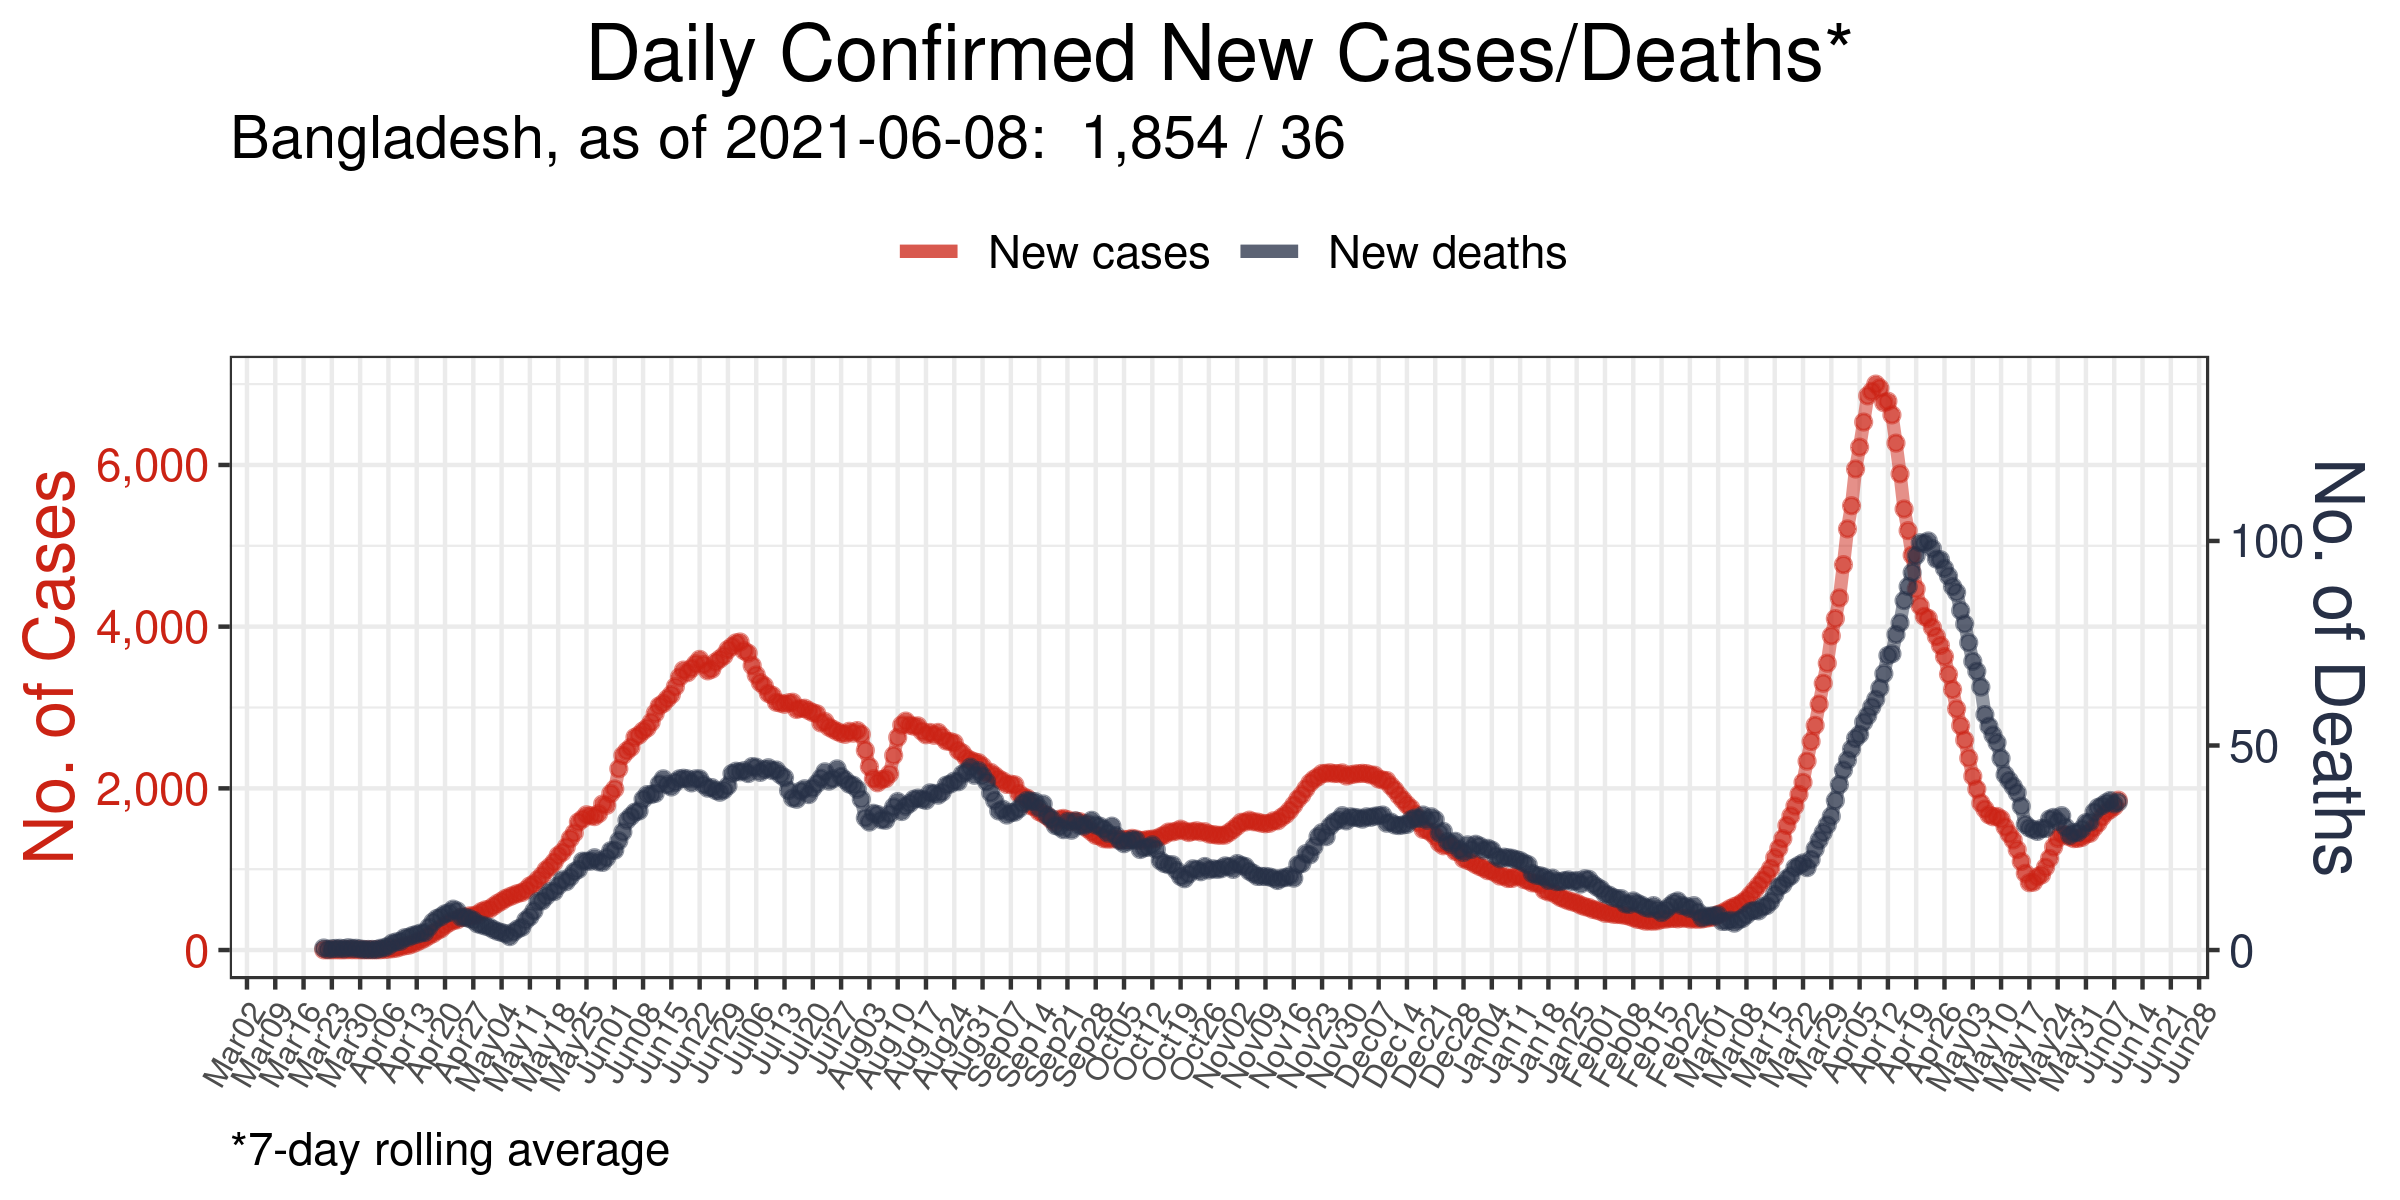 Daily Confirmed New Cases/Deaths*
Bangladesh, as of 2021-06-08:  1,854 / 36
New cases
New deaths
No. of Cases
6,000
4,000
2,000
0
100
50
0
No. of Deaths
Mar02
Mar09
Mar16
Mar23
Mar30
Apr06
Apr13
Apr20
Apr27
May04
May11
May18
May25
Jun01
Jun08
Jun15
Jun22
Jun29
Jul06
Jul13
Jul20
Jul27
Aug03
Aug10
Aug17
Aug24
Aug31
Sep07
Sep14
Sep21
Sep28
Oct05
Oct12
Oct19
Oct26
Nov02
Nov09
Nov16
Nov23
Nov30
Dec07
Dec14
Dec21
Dec28
Jan04
Jan11
Jan18
Jan25
Feb01
Feb08
Feb15
Feb22
Mar01
Mar08
Mar15
Mar22
Mar29
Apr05
Apr12
Apr19
Apr26
May03
May10
May17
May24
May31
Jun07
Jun14
Jun21
Jun28
*7-day rolling average